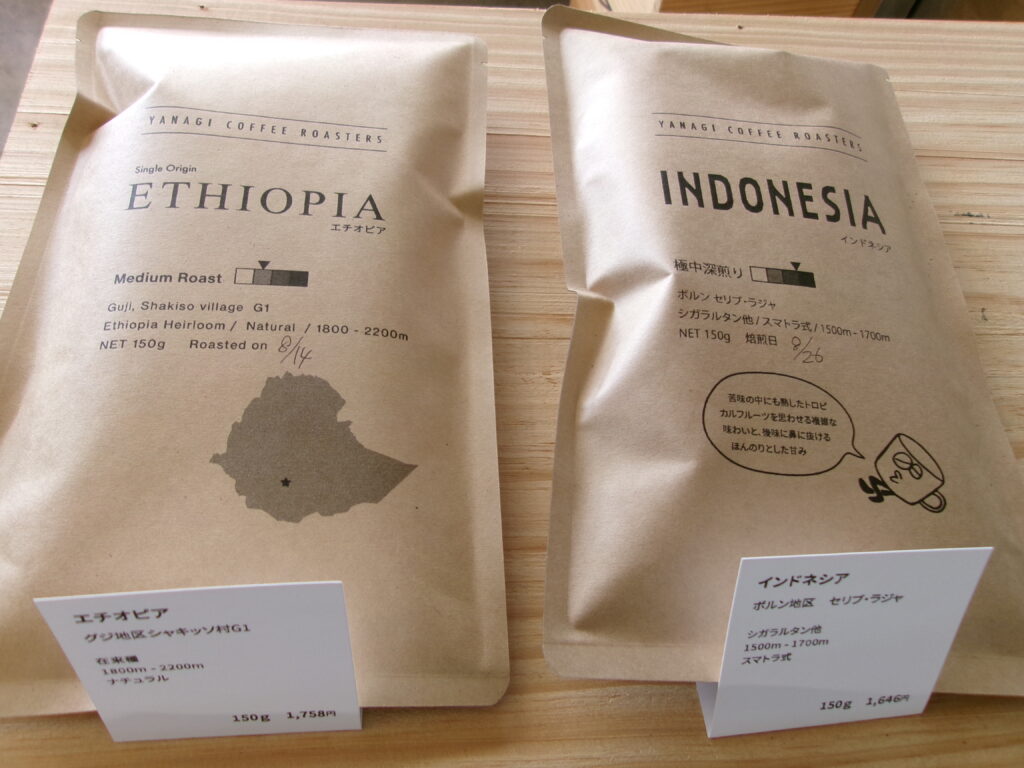 YANAGI COFFEE ROASTERS
Single Origin
ETHIOPIA
エチオピア
Medium Roast
Guji, Shakiso village G1
Ethiopia Heirloom / Natural / 1800 - 2200m
NET 150g Roasted on 8/14
エチオピア
グジ地区シャキッソ村G1
在来種
1800m - 2200m
ナチュラル
150g 1,758円
YANAGI COFFEE ROASTERS
INDONESIA
インドネシア
極中深煎り
ポルン セリブ・ラジャ
シガラルタン他 / スマトラ式 / 1500m - 1700m
NET 150g 焙煎日 8/26
苦味の中にも熟したトロピ
カルフルーツを思わせる複雑な
味わいと、後味に鼻に抜ける
ほんのりとした甘み
インドネシア
ポルン地区 セリブ・ラジャ
シガラルタン他
1500m - 1700m
スマトラ式
150g 1,646円